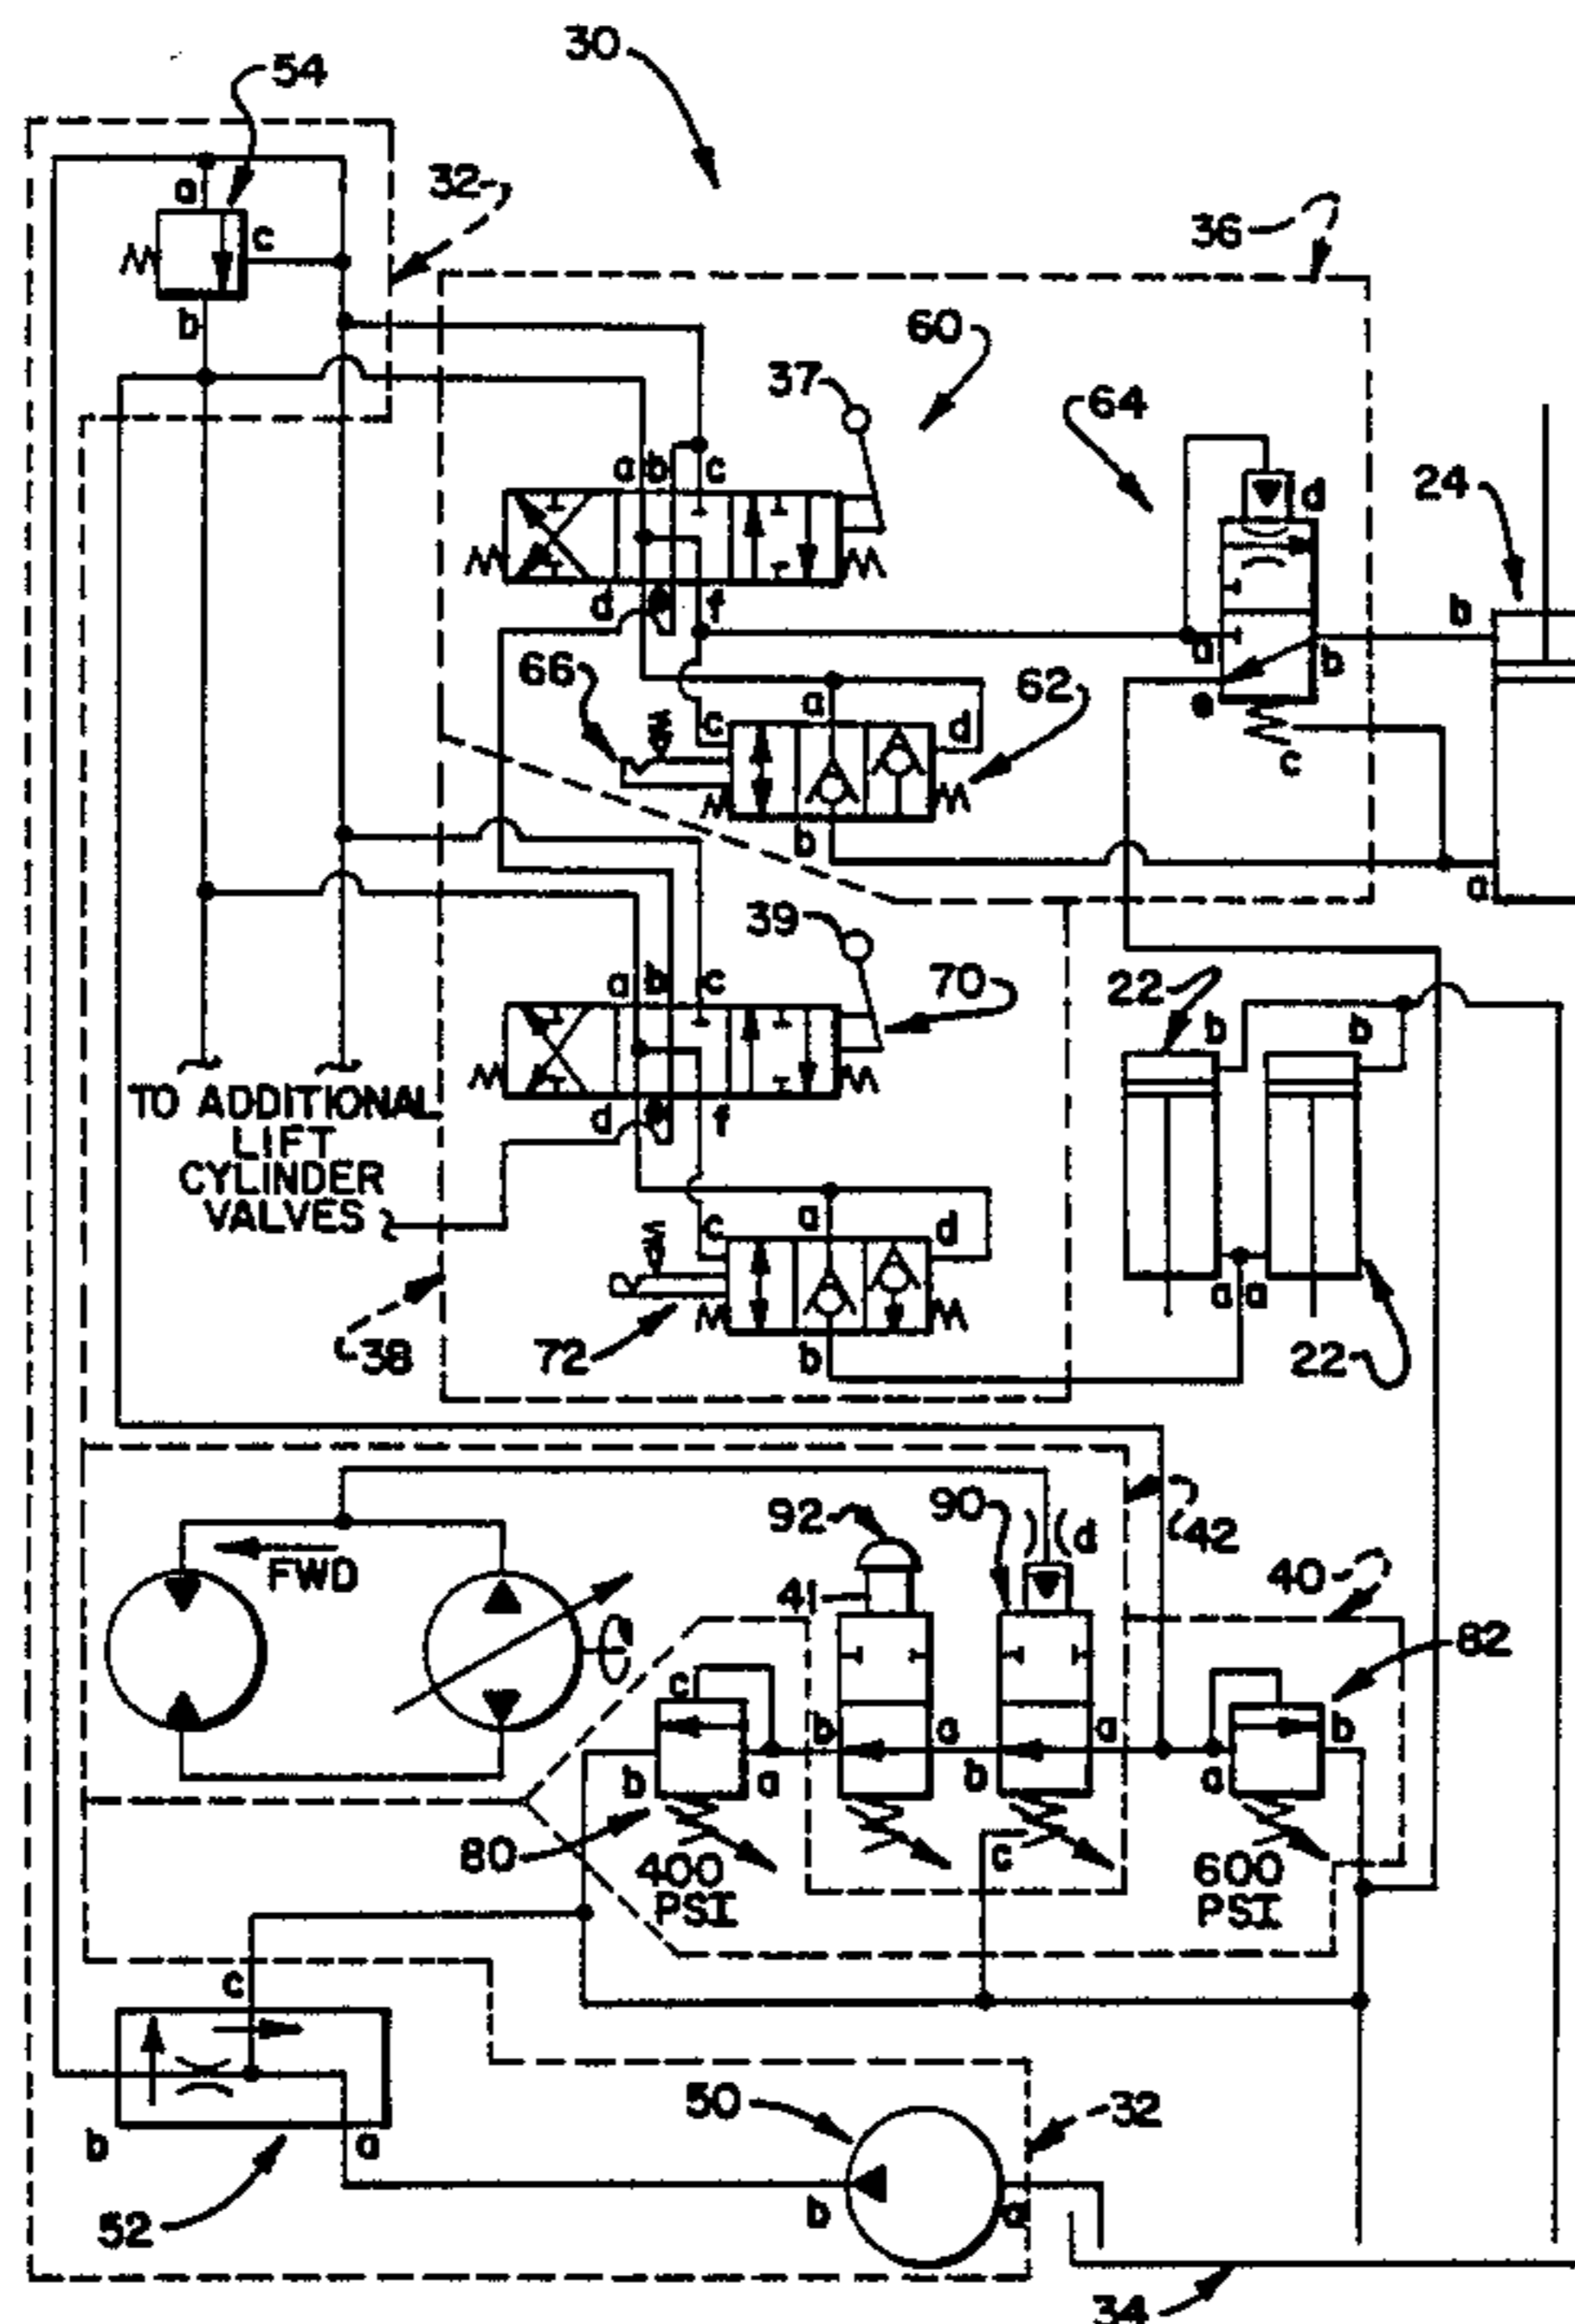 30
54
a
32
36
c
b
60
37
64
24
a b c
d
d e f
b
a
b
66
62
a
c
d
e
c
b
a
39
a b c
70
22
b
b
TO ADDITIONAL
LIFT
CYLINDER
VALVES
d e f
a
c
d
a a
38
72
b
22
92
90
d
42
FWD
41
40
82
c
b
a
a
b
b
a
b
a
80
400
PSI
c
600
PSI
c
50
32
b
a
b
a
52
34